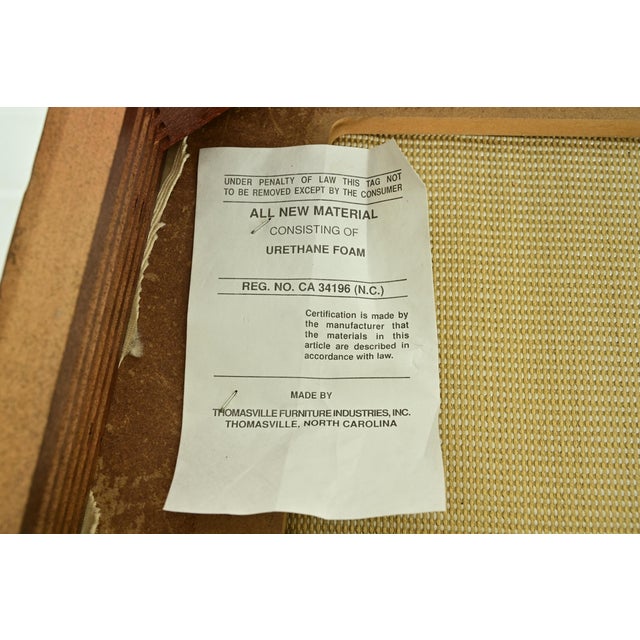 UNDER PENALTY OF LAW THIS TAG NOT
TO BE REMOVED EXCEPT BY THE CONSUMER
ALL NEW MATERIAL
CONSISTING OF
URETHANE FOAM
REG. NO. CA 34196 (N.C.)
Certification is made by
the manufacturer that
the materials in this
article are described in
accordance with law.
MADE BY
THOMASVILLE FURNITURE INDUSTRIES, INC.
THOMASVILLE, NORTH CAROLINA